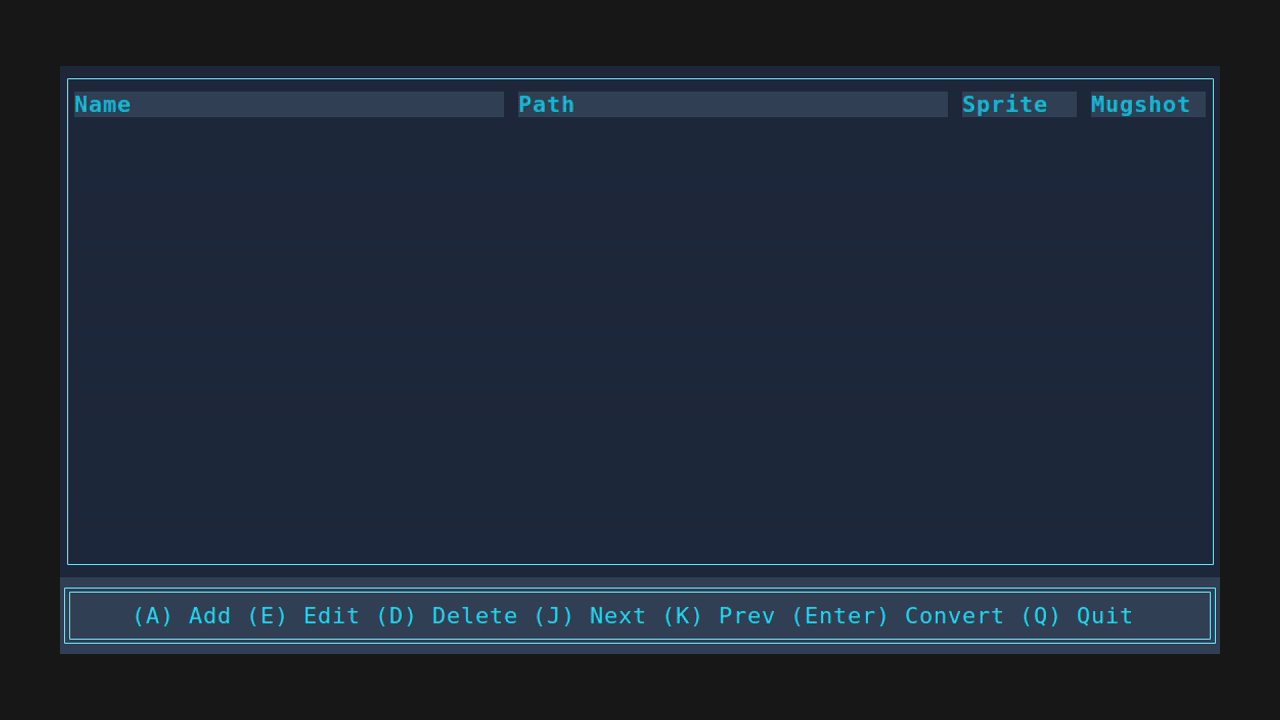 Name Path Sprite Mugshot
(A) Add (E) Edit (D) Delete (J) Next (K) Prev (Enter) Convert (Q) Quit